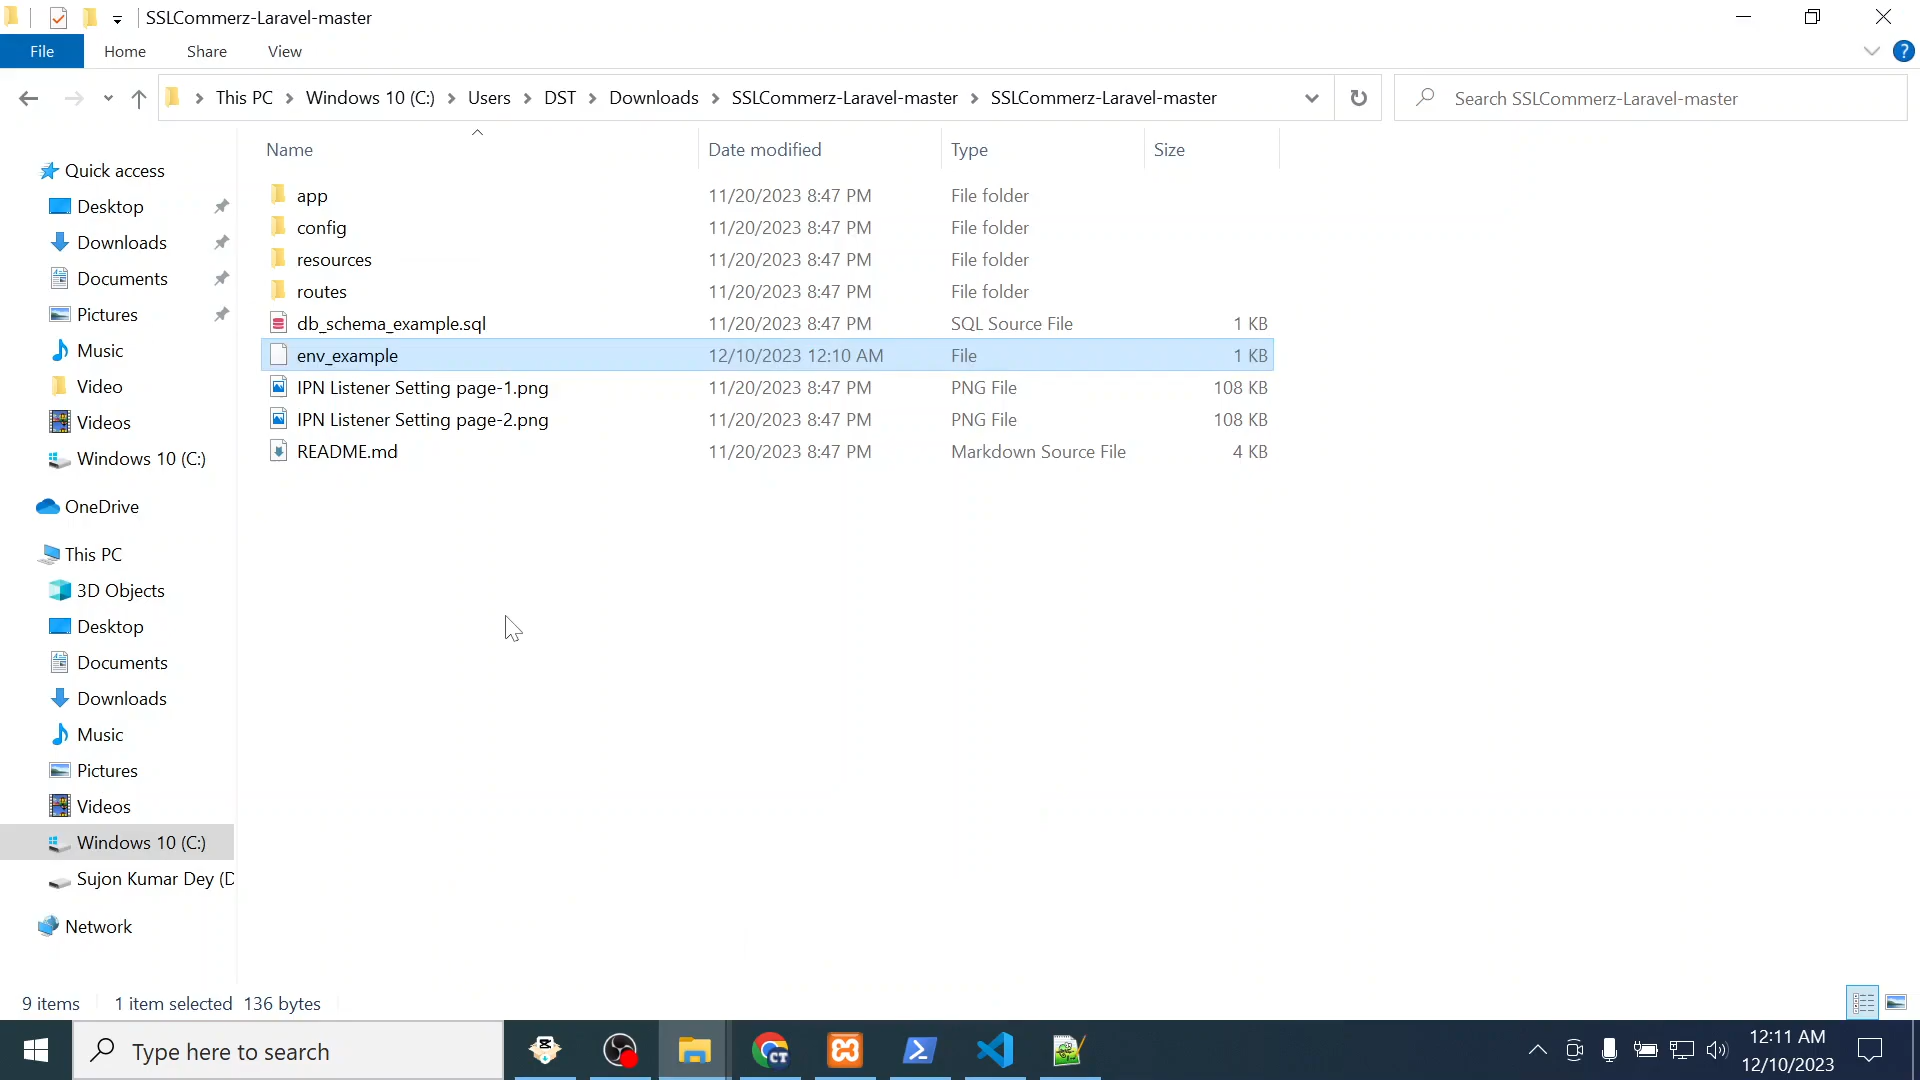 SSLCommerz-Laravel-master
File Home Share View
This PC Windows 10 (C:) Users DST Downloads SSLCommerz-Laravel-master SSLCommerz-Laravel-master
Search SSLCommerz-Laravel-master
Name Date modified Type Size
app 11/20/2023 8:47 PM File folder
config 11/20/2023 8:47 PM File folder
resources 11/20/2023 8:47 PM File folder
routes 11/20/2023 8:47 PM File folder
db_schema_example.sql 11/20/2023 8:47 PM SQL Source File 1 KB
env_example 12/10/2023 12:10 AM File 1 KB
IPN Listener Setting page-1.png 11/20/2023 8:47 PM PNG File 108 KB
IPN Listener Setting page-2.png 11/20/2023 8:47 PM PNG File 108 KB
README.md 11/20/2023 8:47 PM Markdown Source File 4 KB
Quick access
Desktop
Downloads
Documents
Pictures
Music
Video
Videos
Windows 10 (C:)
OneDrive
This PC
3D Objects
Desktop
Documents
Downloads
Music
Pictures
Videos
Windows 10 (C:)
Sujon Kumar Dey (D
Network
9 items 1 item selected 136 bytes
Type here to search
CT
12:11 AM
12/10/2023